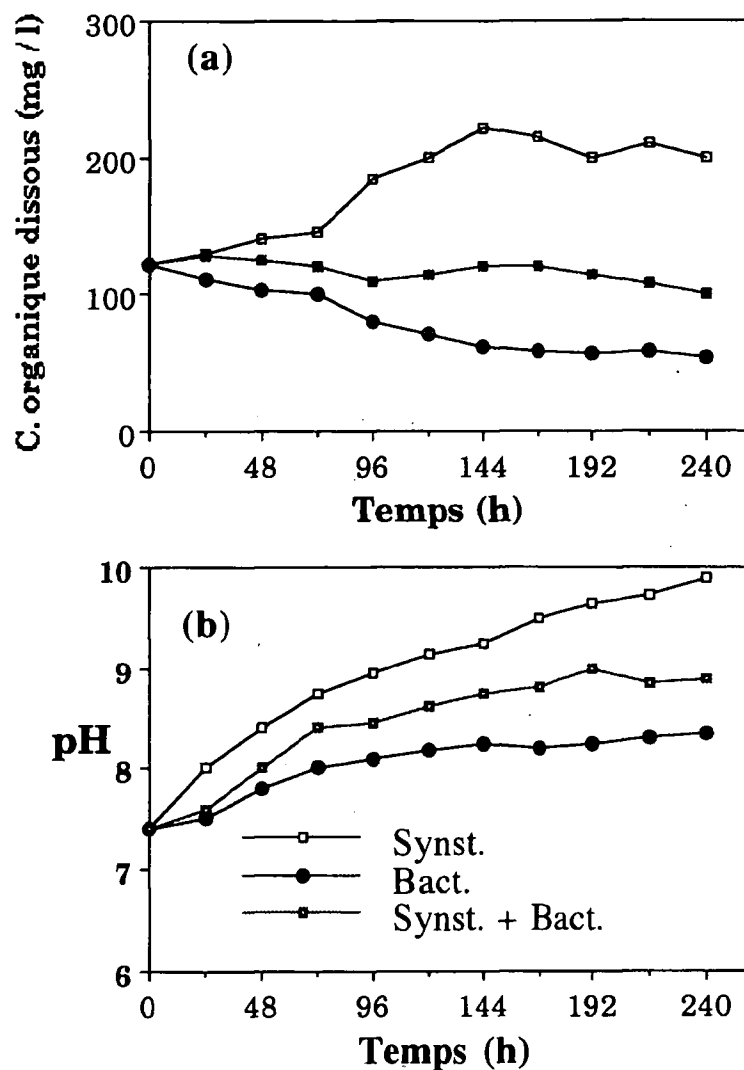 300
(a)
C. organique dissous (mg / l)
200
100
0
0 48 96 144 192 240
Temps (h)
10
(b)
9
pH
8
Synst.
7
Bact.
Synst. + Bact.
6
0 48 96 144 192 240
Temps (h)